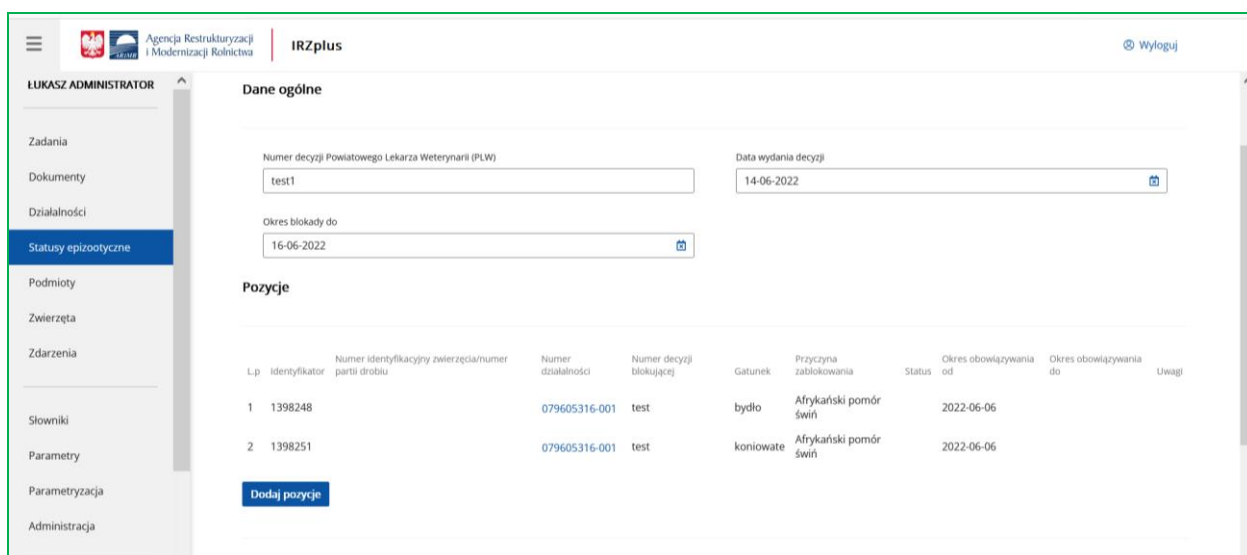 Agencja Restrukturyzacji
i Modernizacji Rolnictwa
ARiMR
IRZplus
Wyloguj
ŁUKASZ ADMINISTRATOR
Zadania
Dokumenty
Działalności
Statusy epizootyczne
Podmioty
Zwierzęta
Zdarzenia
Słowniki
Parametry
Parametryzacja
Administracja
Dane ogólne
Numer decyzji Powiatowego Lekarza Weterynarii (PLW)
Data wydania decyzji
test1
14-06-2022
Okres blokady do
16-06-2022
Pozycje
L.p Identyfikator Numer identyfikacyjny zwierzęcia/numer partii drobiu Numer działalności Numer decyzji blokującej Gatunek Przyczyna zablokowania Status Okres obowiązywania od Okres obowiązywania do Uwagi
1 1398248 079605316-001 test bydło Afrykański pomór świń 2022-06-06
2 1398251 079605316-001 test koniowate Afrykański pomór świń 2022-06-06
Dodaj pozycje